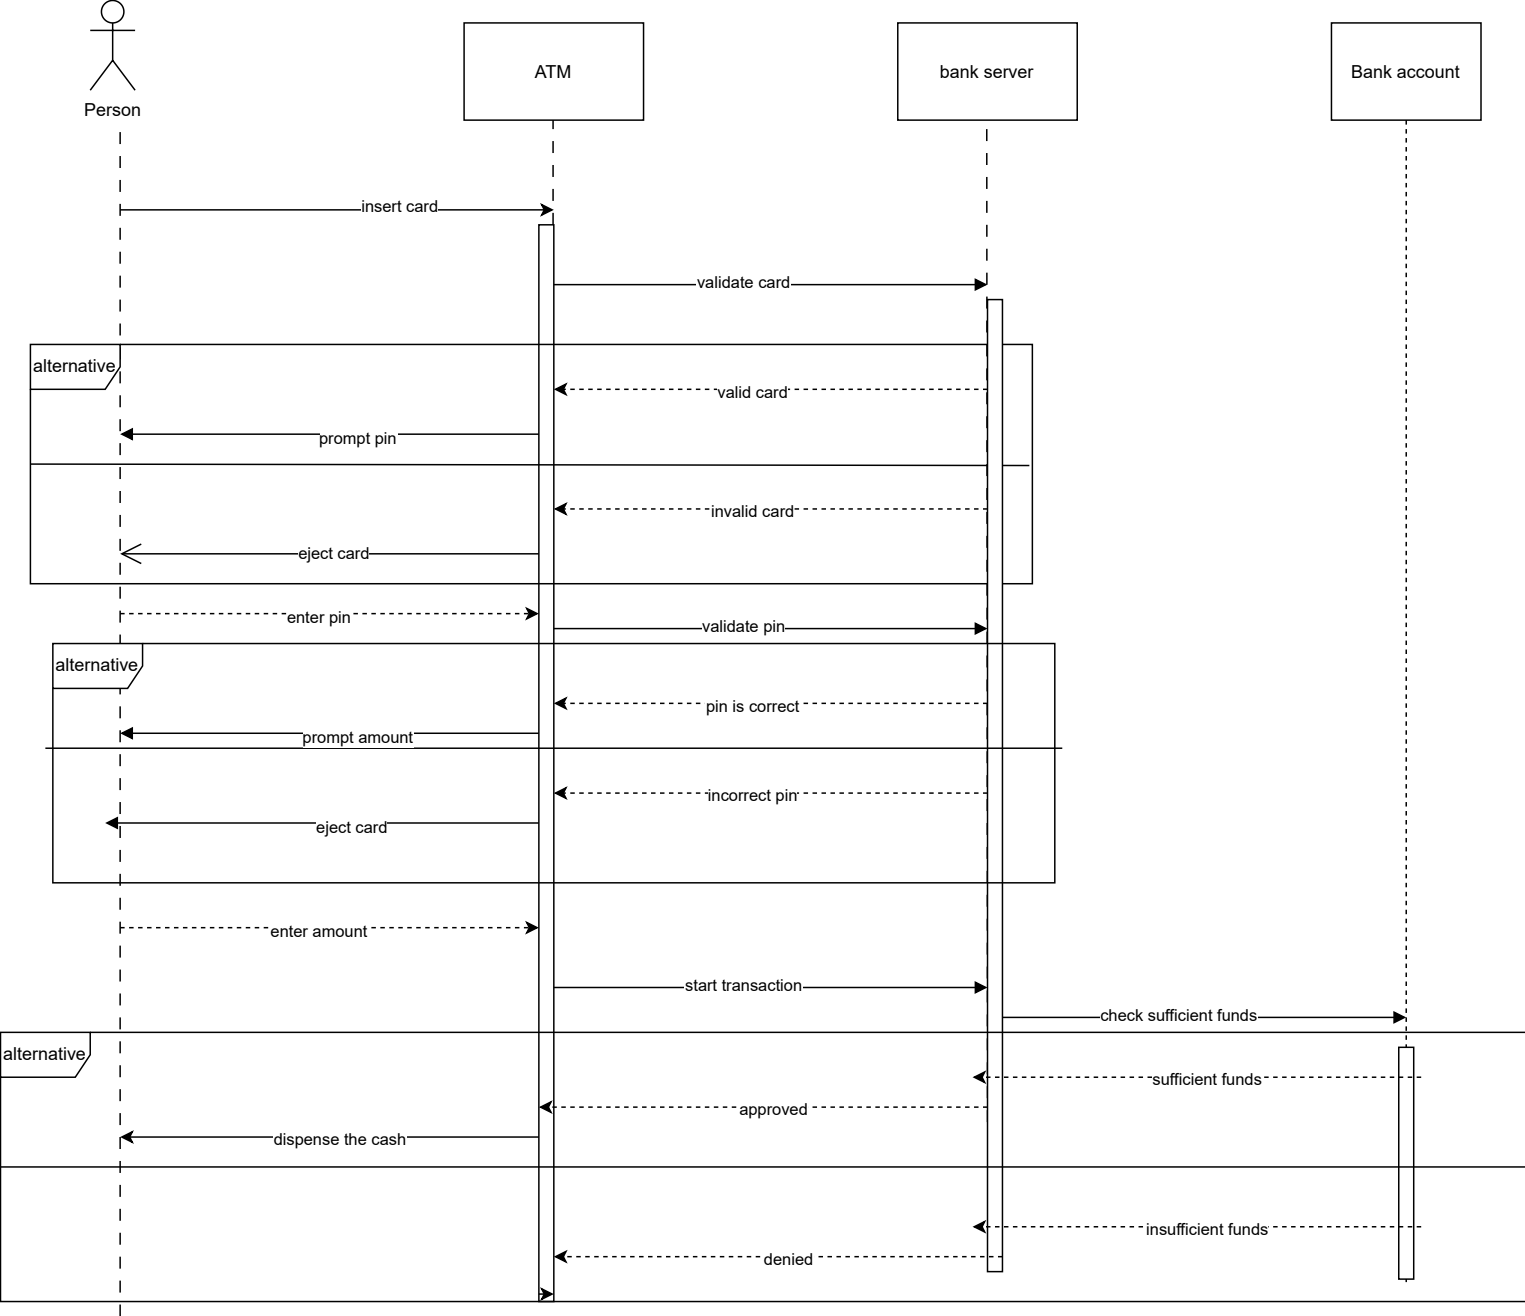 Person
ATM
bank server
Bank account
insert card
validate card
alternative
valid card
prompt pin
invalid card
eject card
enter pin
validate pin
alternative
pin is correct
prompt amount
incorrect pin
eject card
enter amount
start transaction
check sufficient funds
alternative
sufficient funds
approved
dispense the cash
insufficient funds
denied